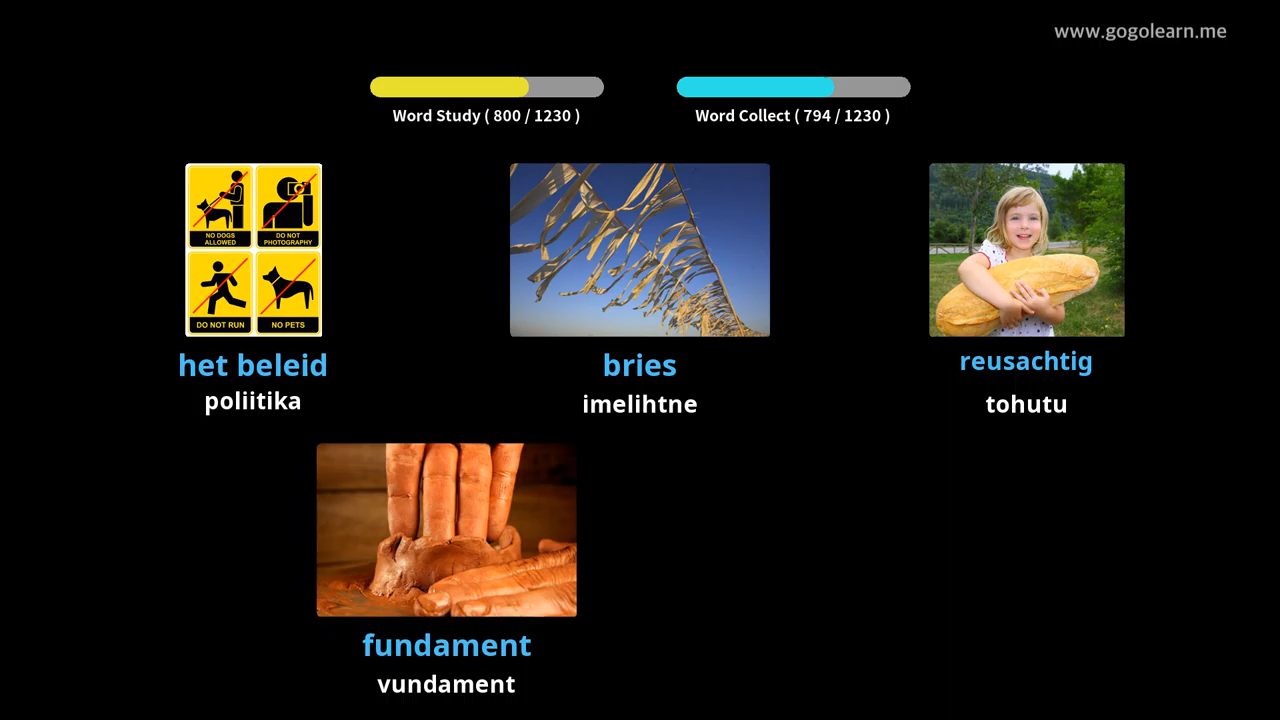 www.gogolearn.me
Word Study ( 800 / 1230 )
Word Collect ( 794 / 1230 )
NO DOGS
ALLOWED
DO NOT
PHOTOGRAPHY
DO NOT RUN
NO PETS
het beleid
poliitika
bries
imelihtne
reusachtig
tohutu
fundament
vundament